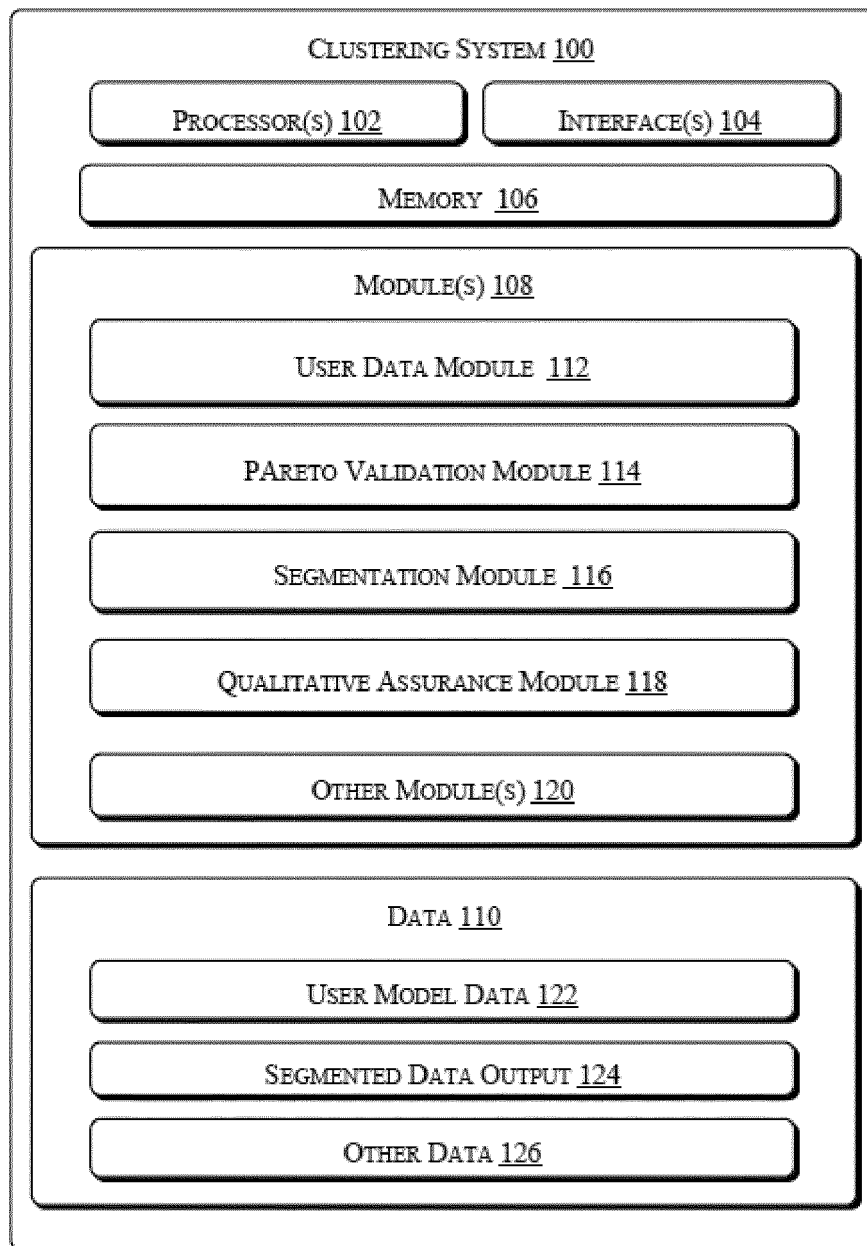 CLUSTERING SYSTEM 100
PROCESSOR(S) 102
INTERFACE(S) 104
MEMORY 106
MODULE(S) 108
USER DATA MODULE 112
PARETO VALIDATION MODULE 114
SEGMENTATION MODULE 116
QUALITATIVE ASSURANCE MODULE 118
OTHER MODULE(S) 120
DATA 110
USER MODEL DATA 122
SEGMENTED DATA OUTPUT 124
OTHER DATA 126